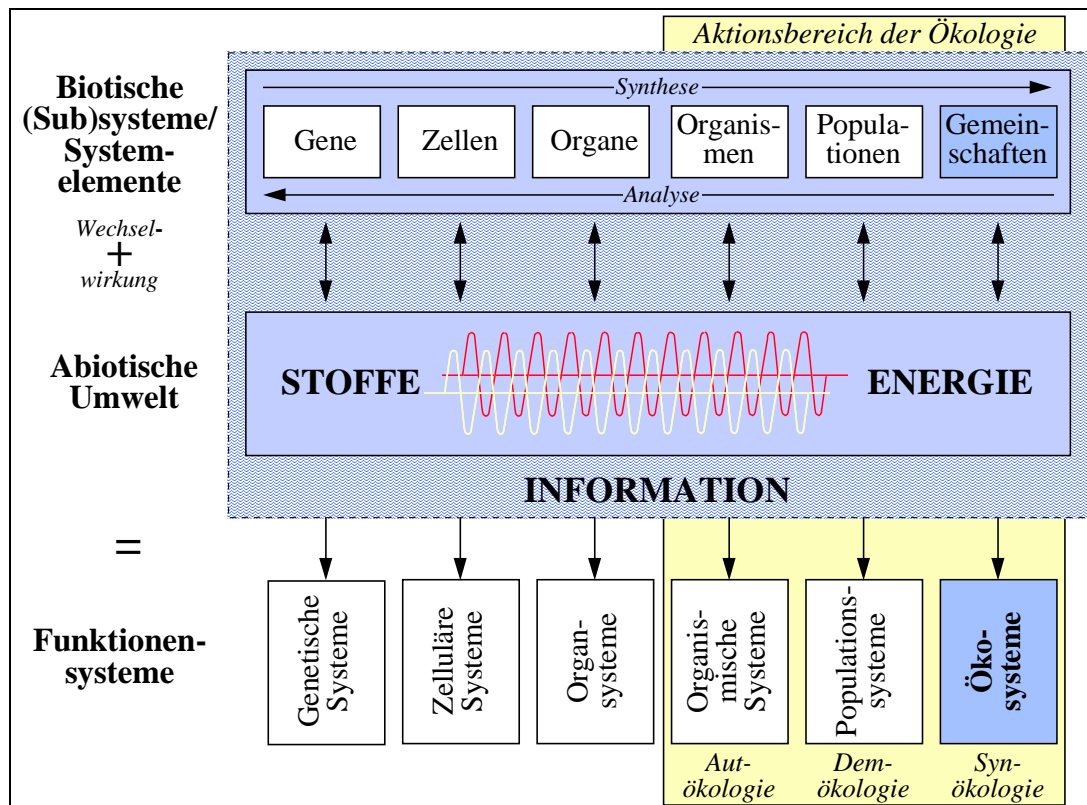 Aktionsbereich der Ökologie
Biotische
(Sub)systeme/
System-
elemente
Synthese
Gene
Zellen
Organe
Organis-
men
Popula-
tionen
Gemein-
schaften
Analyse
Wechsel-
+
wirkung
Abiotische
Umwelt
STOFFE
ENERGIE
INFORMATION
=
Funktionen-
systeme
Genetische
Systeme
Zelluläre
Systeme
Organ-
systeme
Organis-
mische
Systeme
Populations-
systeme
Öko-
systeme
Aut-
ökologie
Dem-
ökologie
Syn-
ökologie